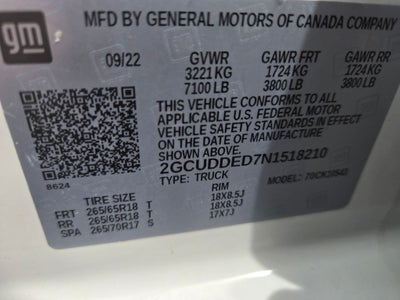 gm
MFD BY GENERAL MOTORS OF CANADA COMPANY
09/22 GVWR GAWR FRT GAWR RR
3221 KG 1724 KG 1724 KG
7100 LB 3800 LB 3800 LB
THIS VEHICLE CONFORMS TO ALL
APPLICABLE U.S. FEDERAL MOTOR
VEHICLE SAFETY STANDARDS IN
EFFECT ON THE DATE OF MANUFACTURE
SHOWN ABOVE.
2GCUDDED7N1518210
8624 TYPE: TRUCK MODEL:
TIRE SIZE RIM
FRT 265/65R18 T 18X8.5J
RR 265/65R18 T 18X8.5J
SPA 265/70R17 S 17X7J